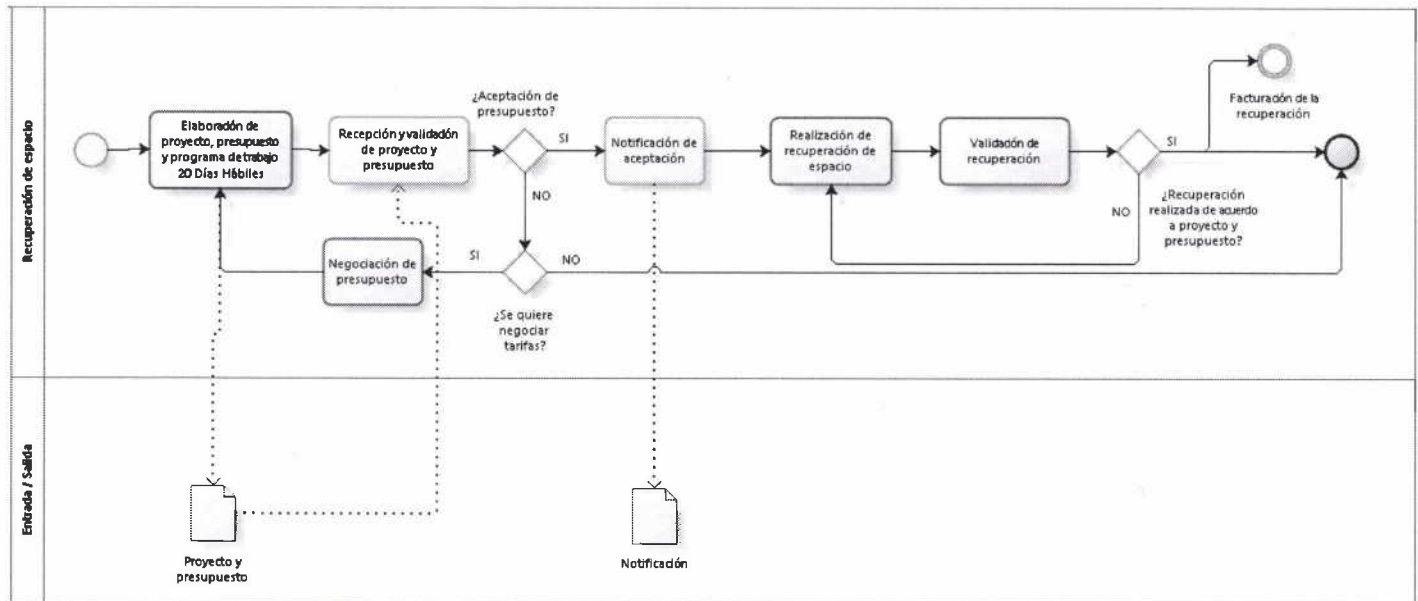 Recuperación de espacio
Elaboración de
proyecto, presupuesto
y programa de trabajo
20 Días Hábiles
Recepción y validación
de proyecto y
presupuesto
¿Aceptación de
presupuesto?
SI
NO
Notificación de
aceptación
Realización de
recuperación de
espacio
Validación de
recuperación
SI
NO
¿Recuperación
realizada de acuerdo
a proyecto y
presupuesto?
Facturación de la
recuperación
Negociación de
presupuesto
SI
NO
¿Se quiere
negociar
tarifas?
Entrada / Salida
Proyecto y
presupuesto
Notificación